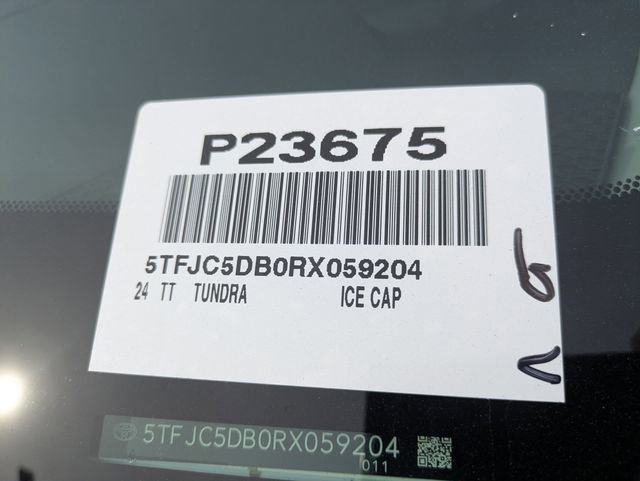 P23675
5TFJC5DB0RX059204
24 TT TUNDRA ICE CAP
5TFJC5DB0RX059204
011